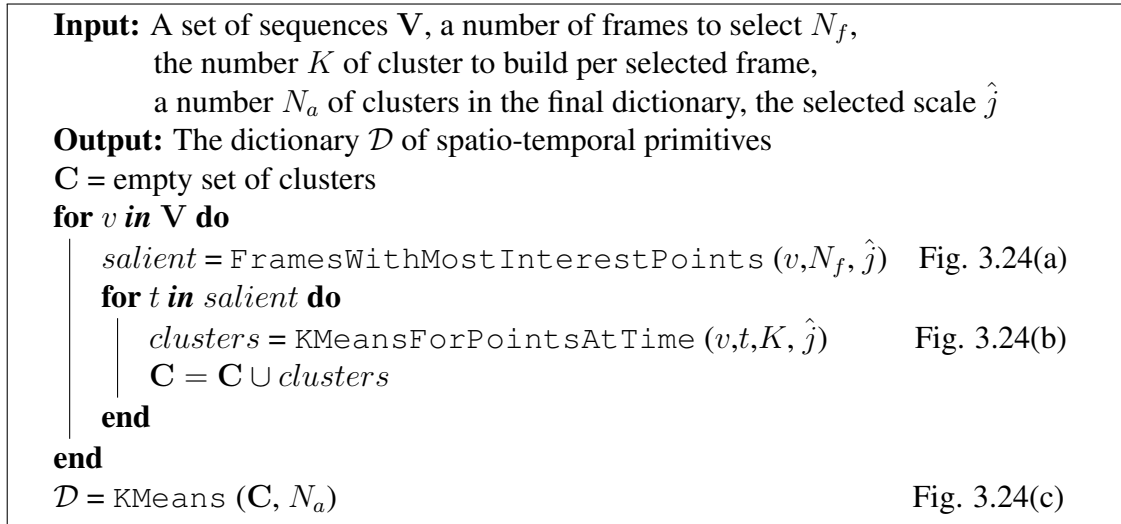 Input: A set of sequences V, a number of frames to select N_f,
the number K of cluster to build per selected frame,
a number N_a of clusters in the final dictionary, the selected scale ĵ
Output: The dictionary 𝒟 of spatio-temporal primitives
C = empty set of clusters
for v in V do
salient = FramesWithMostInterestPoints (v,N_f, ĵ) Fig. 3.24(a)
for t in salient do
clusters = KMeansForPointsAtTime (v,t,K, ĵ) Fig. 3.24(b)
C = C ∪ clusters
end
end
𝒟 = KMeans (C, N_a) Fig. 3.24(c)